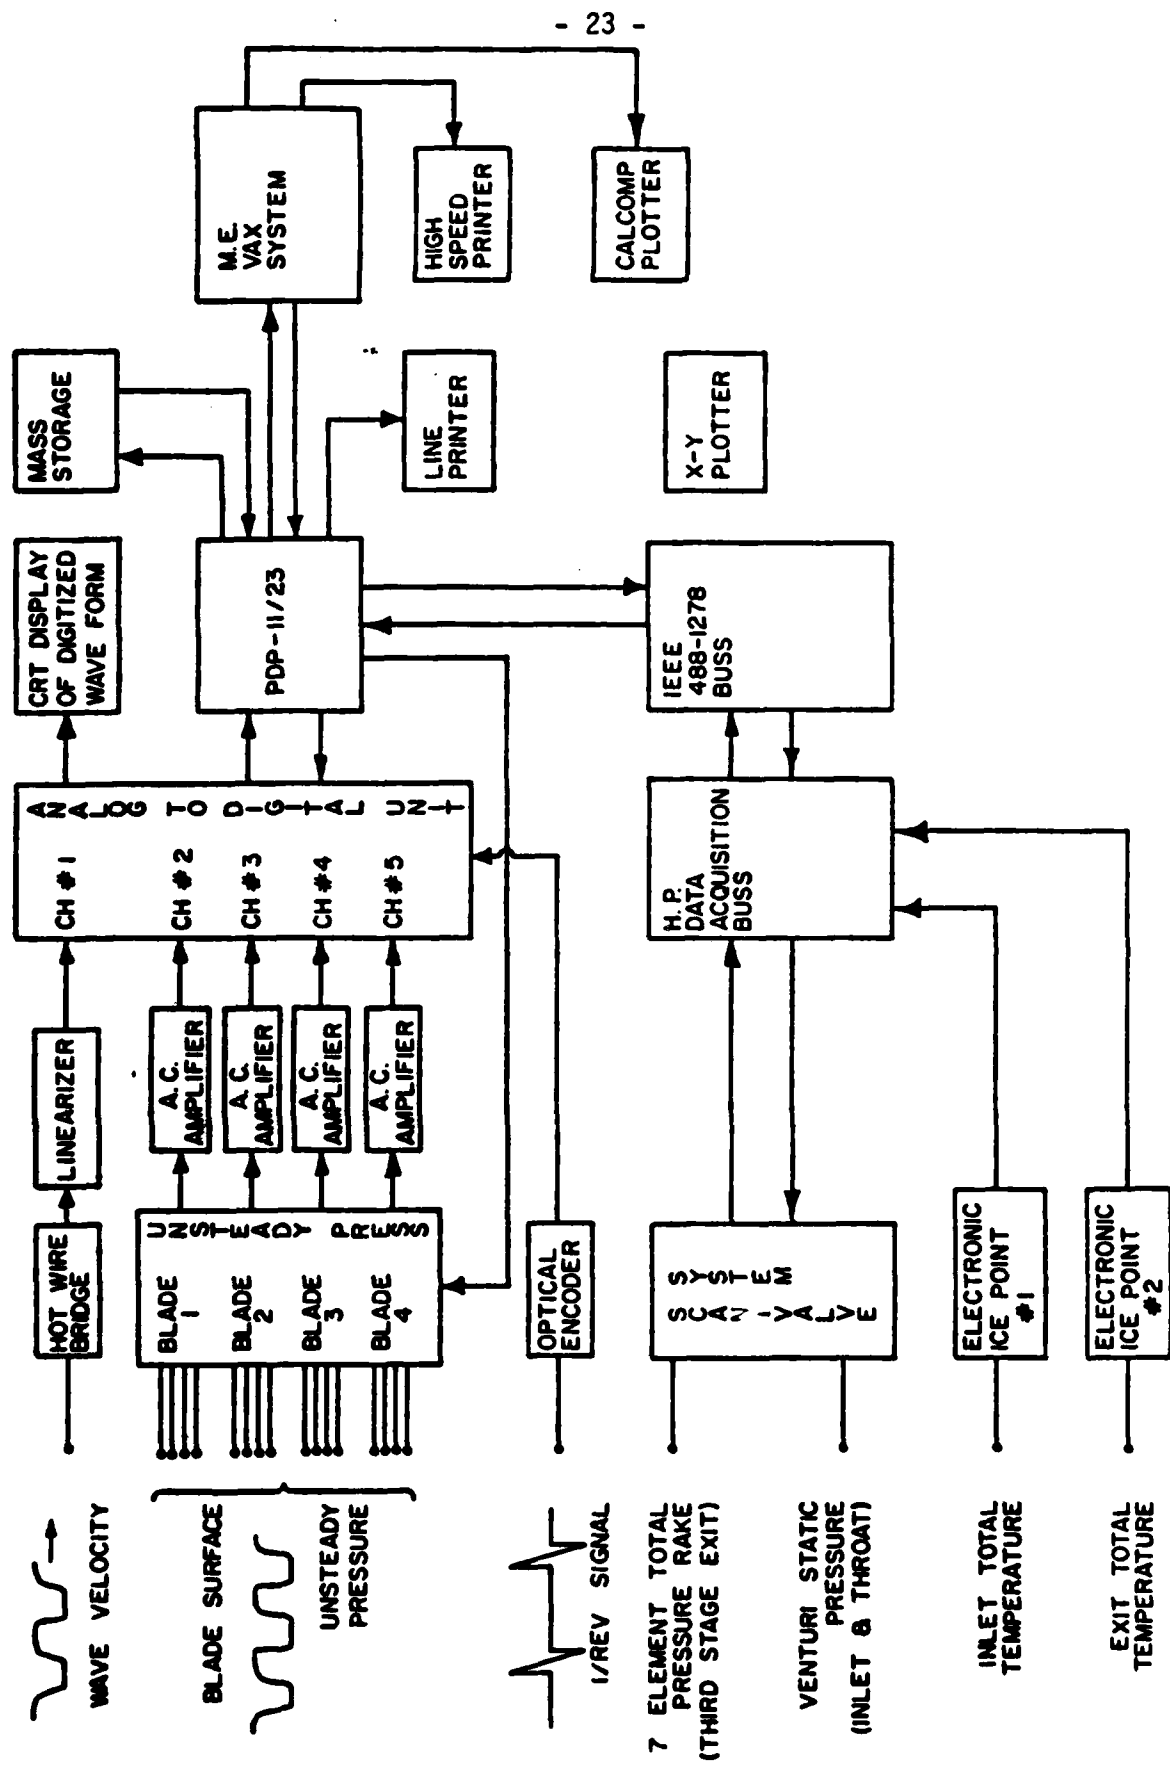 - 23 -
WAVE VELOCITY
BLADE SURFACE
UNSTEADY
PRESSURE
1/REV SIGNAL
7 ELEMENT TOTAL
PRESSURE RAKE
(THIRD STAGE EXIT)
VENTURI STATIC
PRESSURE
(INLET & THROAT)
INLET TOTAL
TEMPERATURE
EXIT TOTAL
TEMPERATURE
HOT WIRE
BRIDGE
LINEARIZER
BLADE
1
BLADE
2
BLADE
3
BLADE
4
UNSTEADY PRESS
A.C.
AMPLIFIER
A.C.
AMPLIFIER
A.C.
AMPLIFIER
A.C.
AMPLIFIER
OPTICAL
ENCODER
SCANIVALVE
SYSTEM
ELECTRONIC
ICE POINT
#1
ELECTRONIC
ICE POINT
#2
CH #1
CH #2
CH #3
CH #4
CH #5
ANALOG TO DIGITAL UNIT
H.P.
DATA
ACQUISITION
BUSS
CRT DISPLAY
OF DIGITIZED
WAVE FORM
PDP-11/23
IEEE
488-1278
BUSS
MASS
STORAGE
LINE
PRINTER
X-Y
PLOTTER
M.E.
VAX
SYSTEM
HIGH
SPEED
PRINTER
CALCOMP
PLOTTER